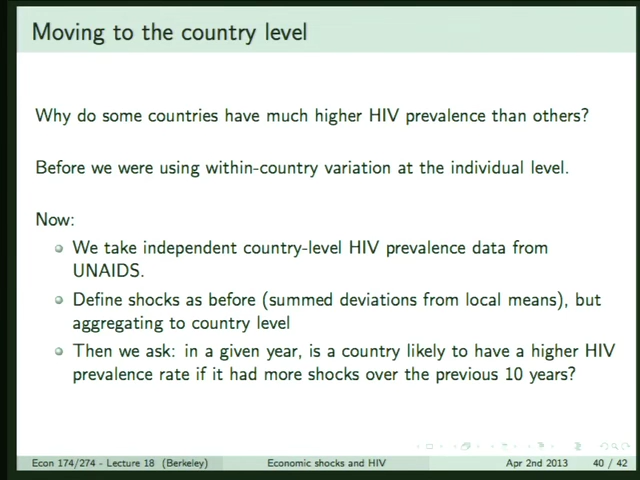 Moving to the country level
Why do some countries have much higher HIV prevalence than others?
Before we were using within-country variation at the individual level.
Now:
We take independent country-level HIV prevalence data from
UNAIDS.
Define shocks as before (summed deviations from local means), but
aggregating to country level
Then we ask: in a given year, is a country likely to have a higher HIV
prevalence rate if it had more shocks over the previous 10 years?
Econ 174/274 - Lecture 18 (Berkeley) Economic shocks and HIV Apr 2nd 2013 40 / 42